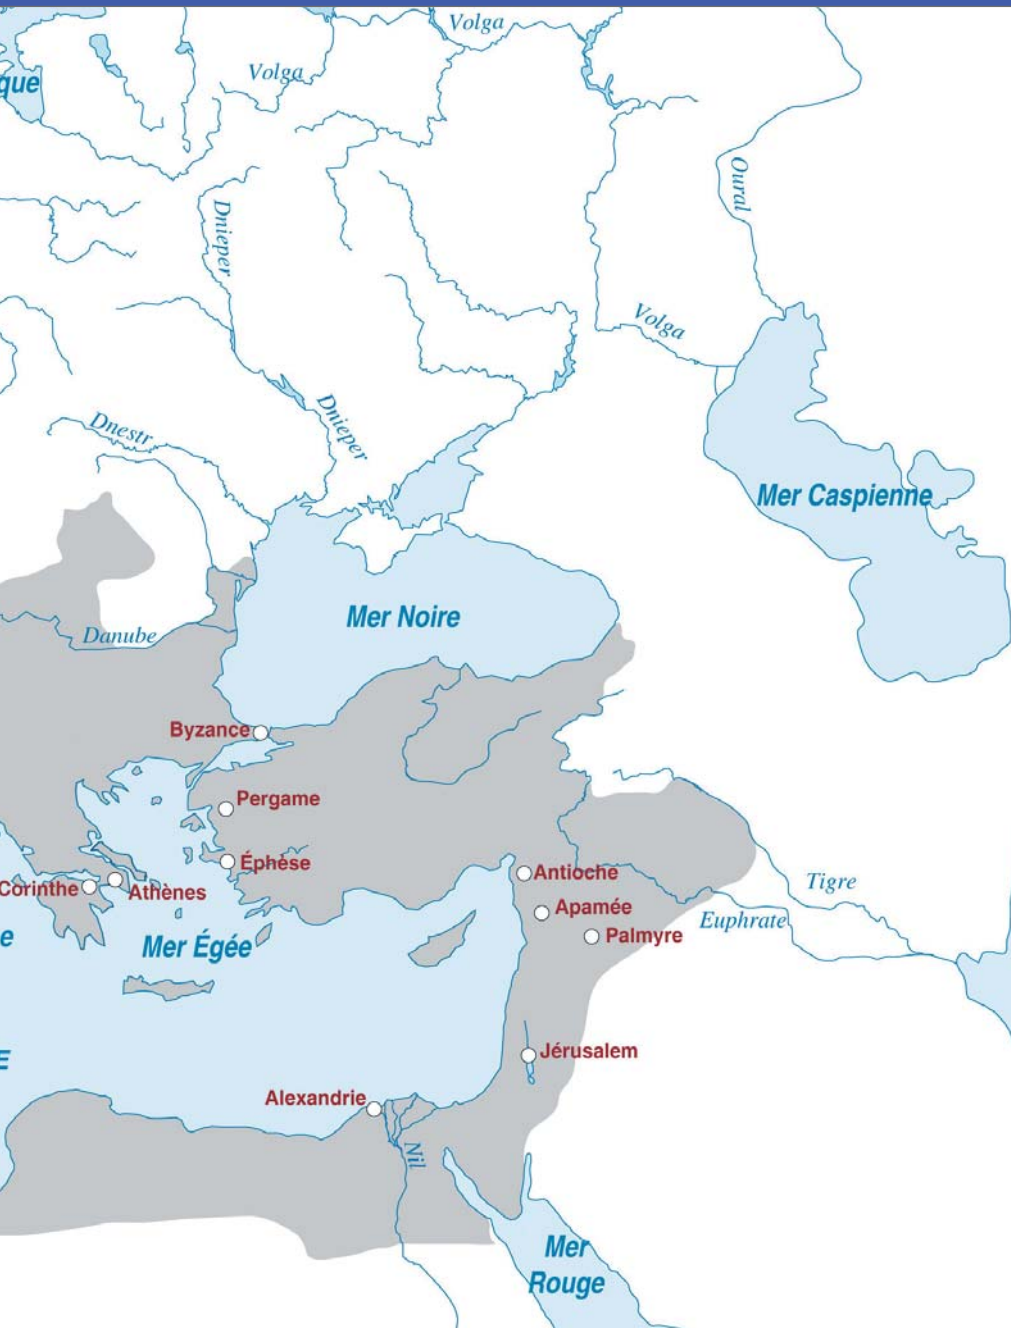 Volga
Volga
que
Oural
Dnieper
Volga
Dnieper
Dnestr
Mer Caspienne
Mer Noire
Danube
Byzance
Pergame
Éphèse
Antioche
Corinthe
Athènes
Tigre
Apamée
Euphrate
Palmyre
e
Mer Égée
Jérusalem
E
Alexandrie
Nil
Mer
Rouge